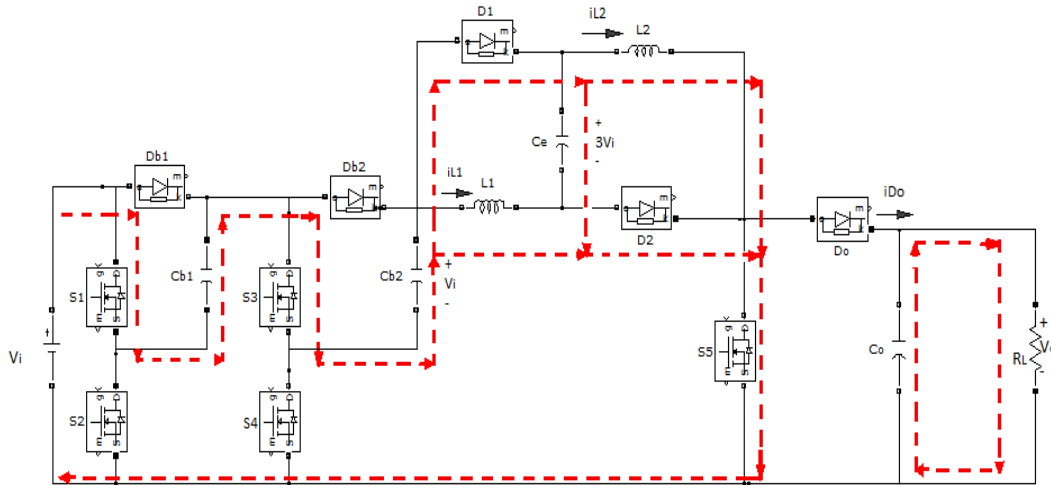 D1
iL2
L2
m
a
k
Ce
+
3Vi
-
Db1
Db2
iL1
L1
iDo
D2
Do
S1
Cb1
S3
Cb2
+
Vi
-
S5
Vi
+
S2
S4
Co
RL
+
-